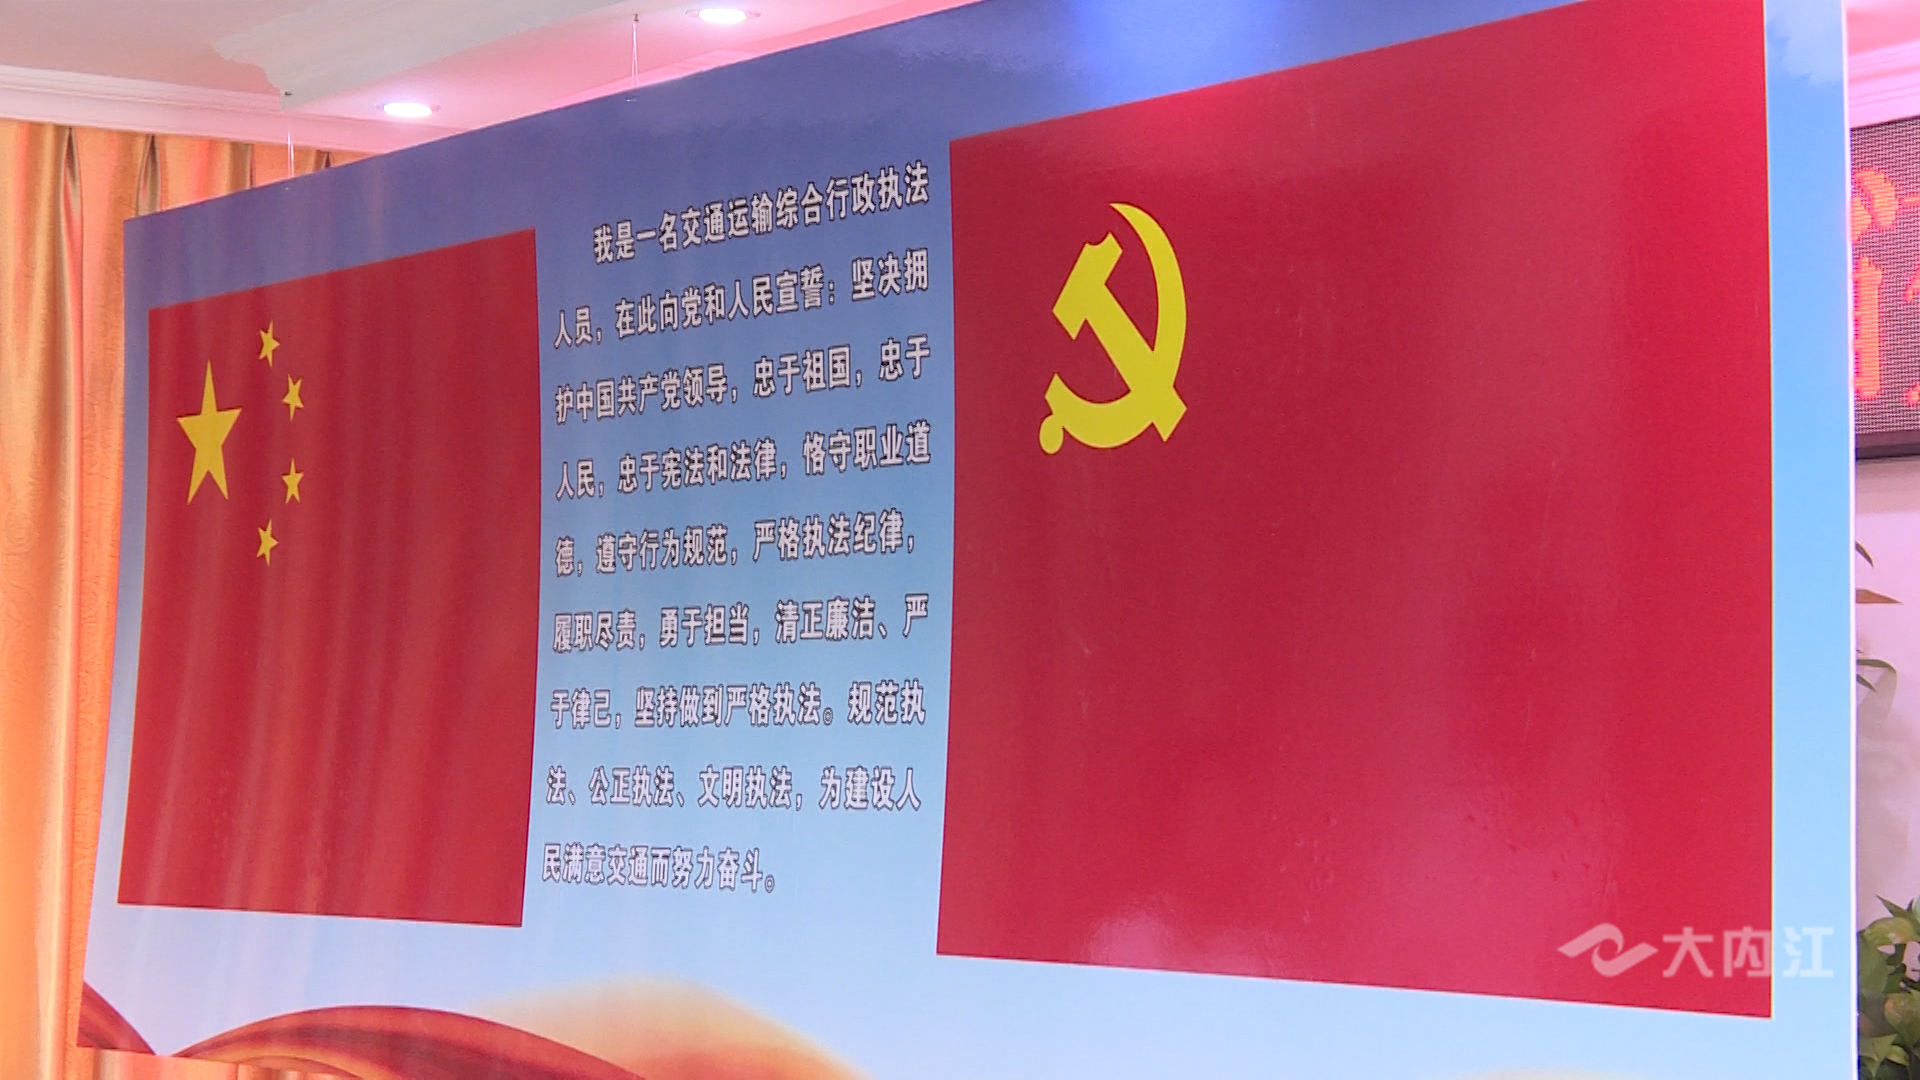 我是一名交通运输综合行政执法
人员，在此向党和人民宣誓：坚决拥
护中国共产党领导，忠于祖国，忠于
人民，忠于宪法和法律，恪守职业道
德，遵守行为规范，严格执法纪律，
履职尽责，勇于担当，清正廉洁、严
于律己，坚持做到严格执法。规范执
法、公正执法、文明执法，为建设人
民满意交通而努力奋斗。
大内江